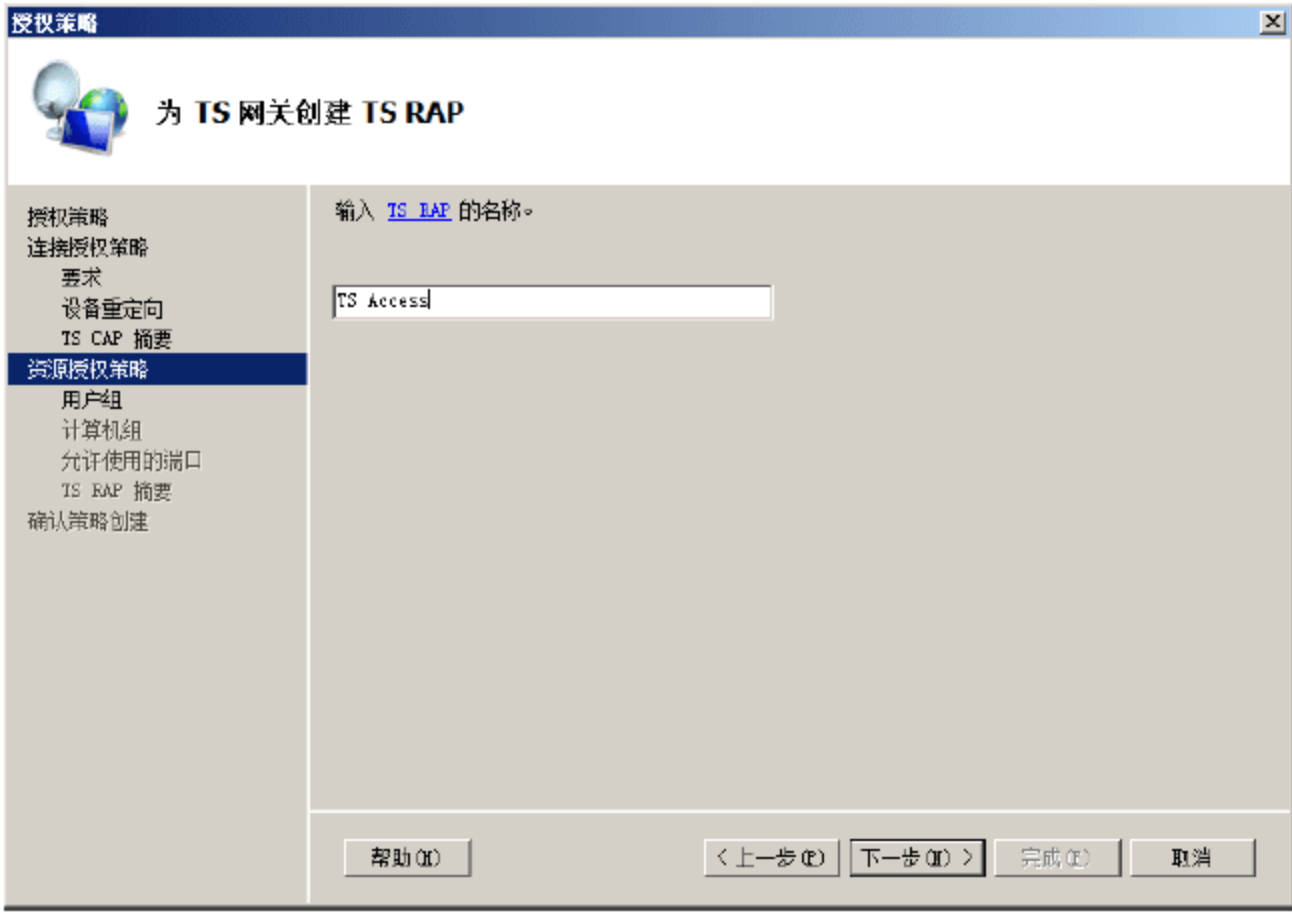 授权策略
为 TS 网关创建 TS RAP
授权策略
连接授权策略
要求
设备重定向
TS CAP 摘要
资源授权策略
用户组
计算机组
允许使用的端口
TS RAP 摘要
确认策略创建
输入 TS RAP 的名称。
TS Access
帮助(H)
< 上一步(P)
下一步(N) >
完成(F)
取消